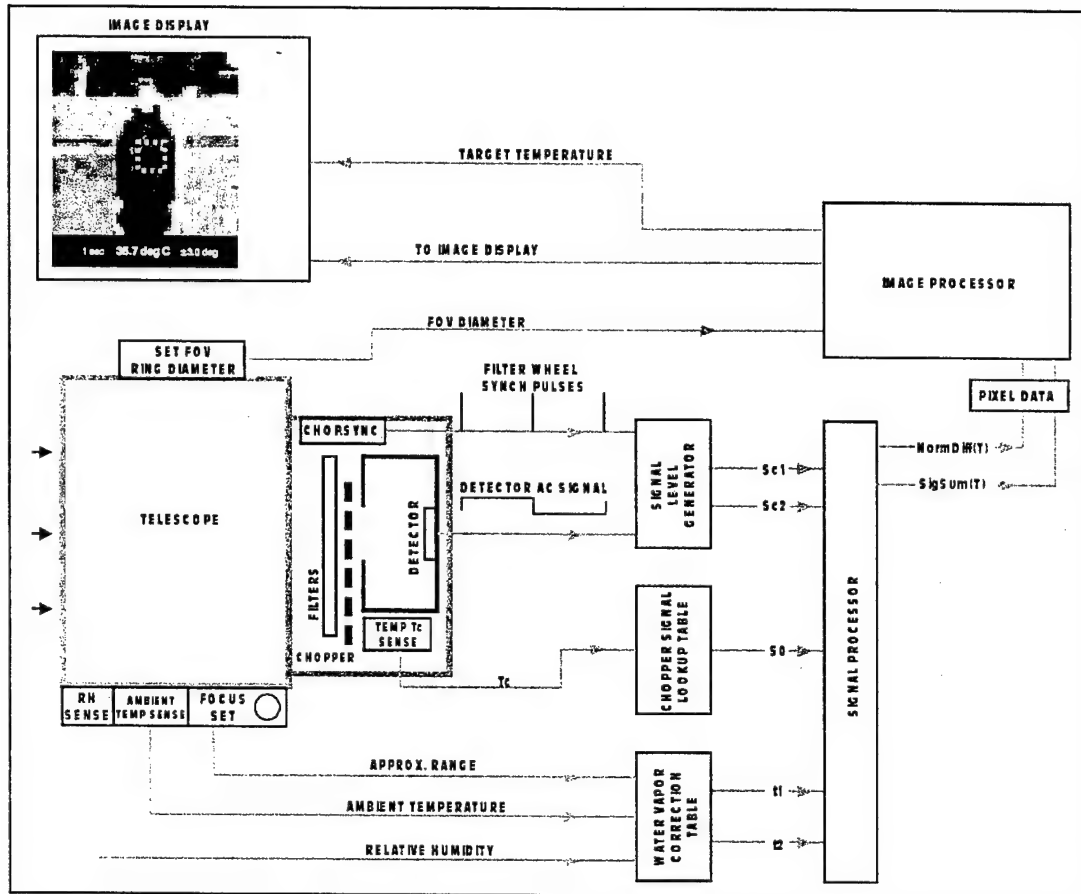 IMAGE DISPLAY
1 sec 36.7 deg C ±3.0 deg
TARGET TEMPERATURE
TO IMAGE DISPLAY
IMAGE PROCESSOR
FOV DIAMETER
SET FOV
RING DIAMETER
FILTER WHEEL
SYNCH PULSES
PIXEL DATA
CHOP.SYNC
NormDiff(T)
SigSum(T)
SIGNAL
LEVEL
GENERATOR
Sc1
Sc2
DETECTOR AC SIGNAL
TELESCOPE
DETECTOR
FILTERS
TEMP Tc
SENSE
CHOPPER
Tc
CHOPPER SIGNAL
LOOKUP TABLE
S0
SIGNAL PROCESSOR
RH
SENSE
AMBIENT
TEMP SENSE
FOCUS
SET
APPROX. RANGE
AMBIENT TEMPERATURE
RELATIVE HUMIDITY
WATER VAPOR
CORRECTION
TABLE
t1
t2